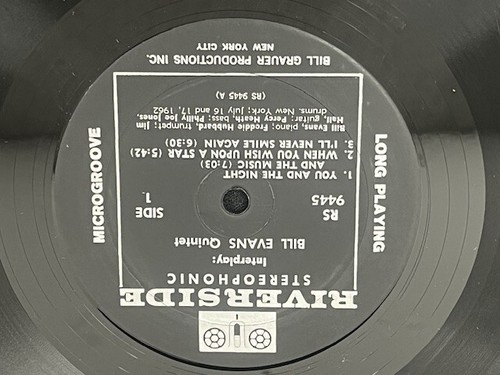 RIVERSIDE
STEREOPHONIC
Interplay:
BILL EVANS Quintet
RS
9445
SIDE
1.
1. YOU AND THE NIGHT
AND THE MUSIC (7:03)
2. WHEN YOU WISH UPON A STAR (5:42)
3. I'LL NEVER SMILE AGAIN (6:30)
Bill Evans, piano; Freddie Hubbard, trumpet; Jim
Hall, guitar; Percy Heath, bass, Philly Joe Jones,
drums. New York; July 16 and 17, 1962
(RS 9445 A)
LONG PLAYING
MICROGROOVE
BILL GRAUER PRODUCTIONS INC.
NEW YORK CITY